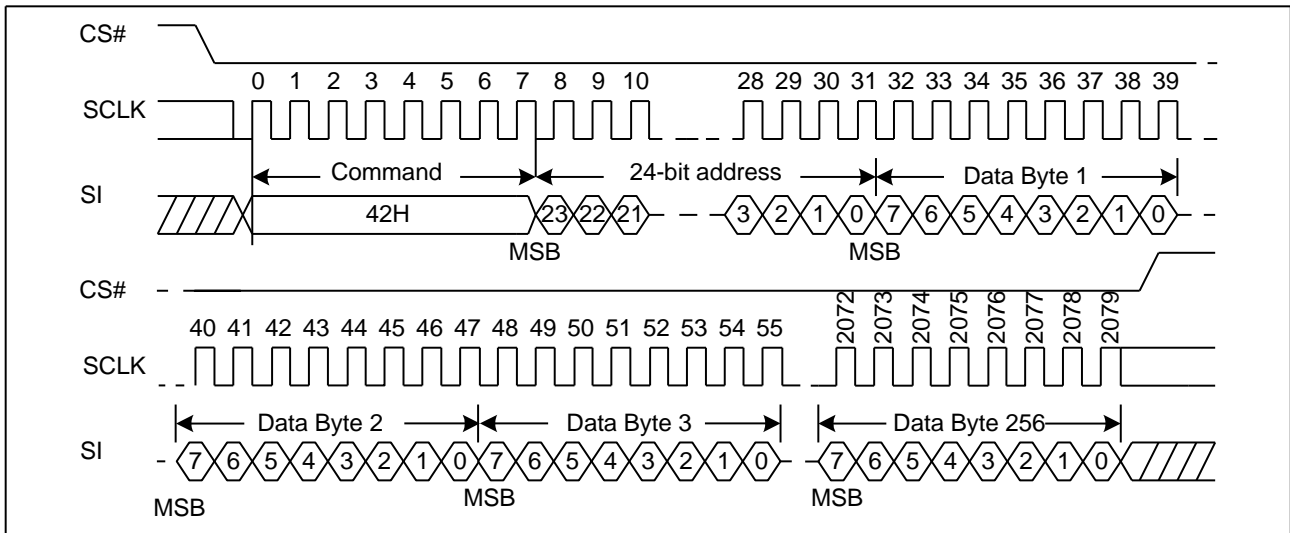 CS#
0 1 2 3 4 5 6 7 8 9 10 28 29 30 31 32 33 34 35 36 37 38 39
SCLK
Command 24-bit address Data Byte 1
SI
42H 23 22 21 3 2 1 0 7 6 5 4 3 2 1 0
MSB MSB
CS#
40 41 42 43 44 45 46 47 48 49 50 51 52 53 54 55 2072 2073 2074 2075 2076 2077 2078 2079
SCLK
Data Byte 2 Data Byte 3 Data Byte 256
SI
7 6 5 4 3 2 1 0 7 6 5 4 3 2 1 0 7 6 5 4 3 2 1 0
MSB MSB MSB